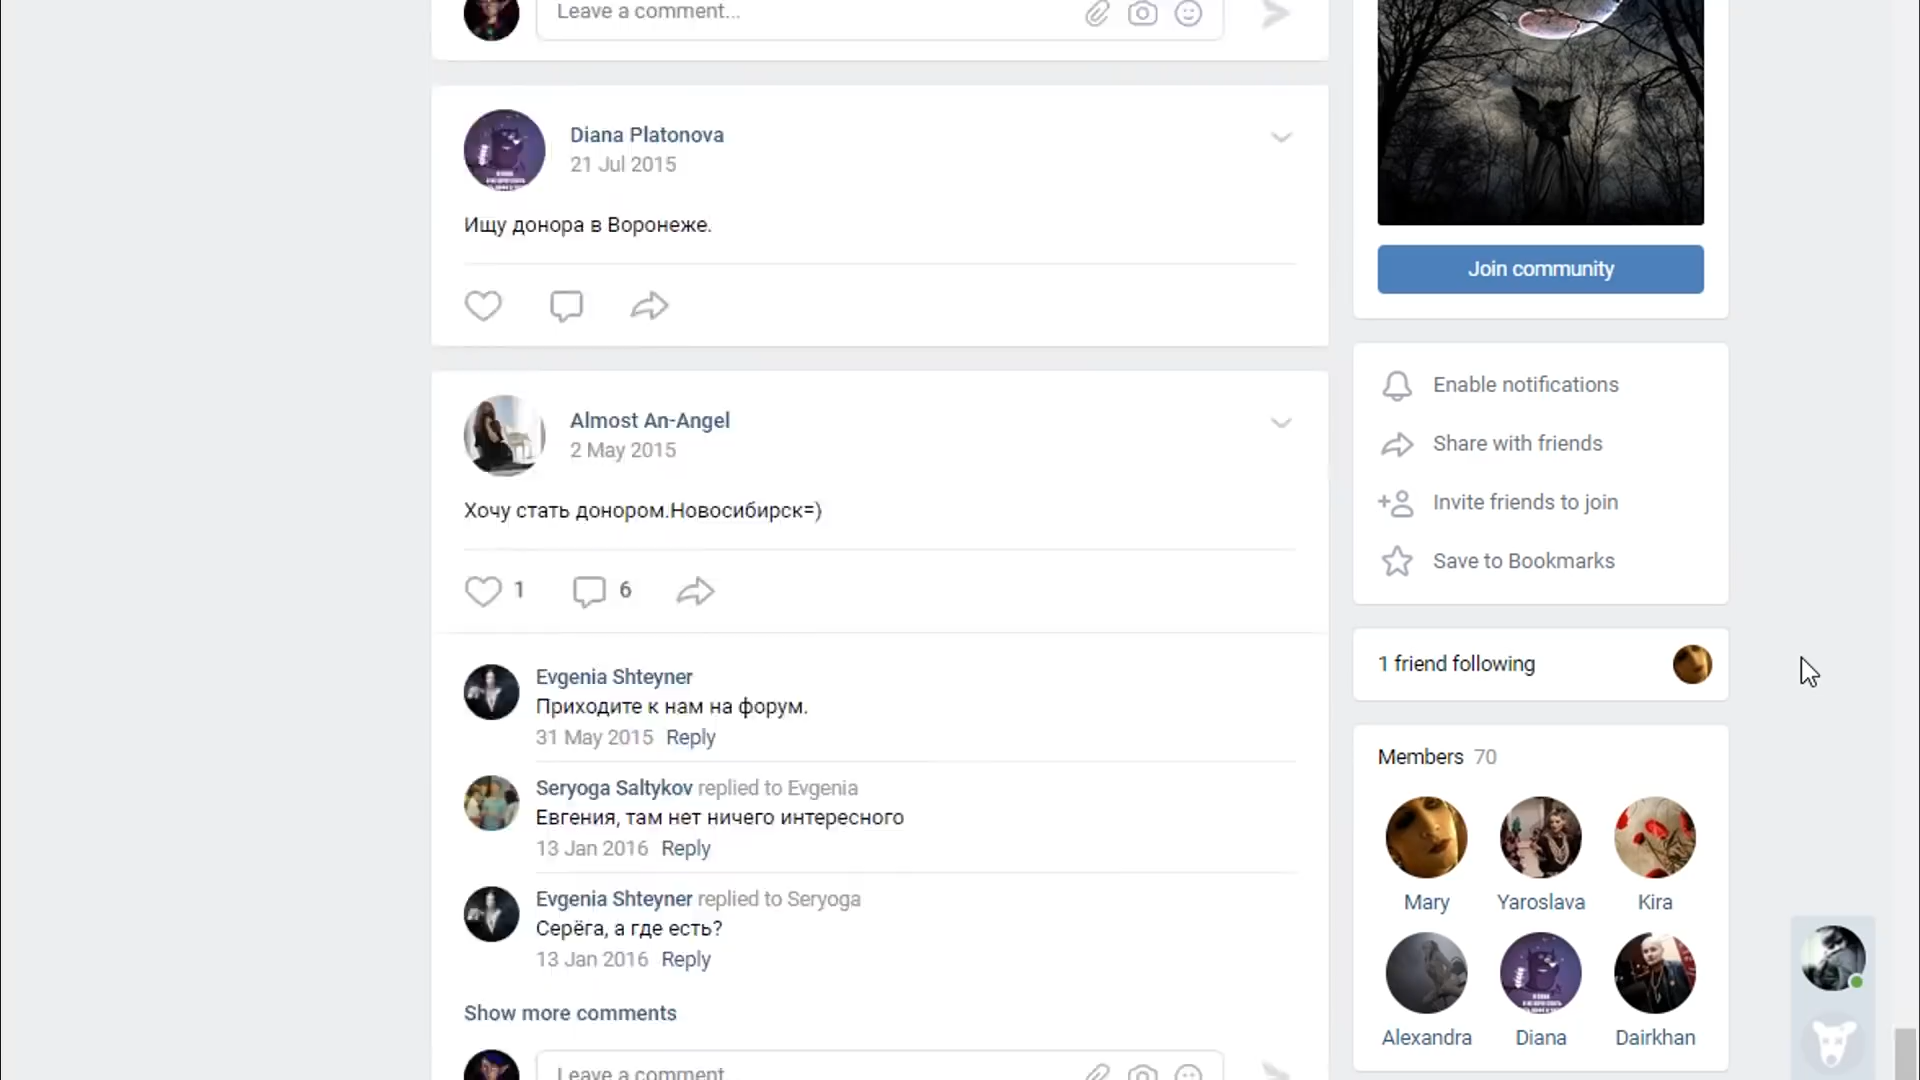 Leave a comment...
Diana Platonova
21 Jul 2015
Ищу донора в Воронеже.
Almost An-Angel
2 May 2015
Хочу стать донором.Новосибирск=)
1
6
Evgenia Shteyner
Приходите к нам на форум.
31 May 2015 Reply
Seryoga Saltykov replied to Evgenia
Евгения, там нет ничего интересного
13 Jan 2016 Reply
Evgenia Shteyner replied to Seryoga
Серёга, а где есть?
13 Jan 2016 Reply
Show more comments
Leave a comment
Join community
Enable notifications
Share with friends
Invite friends to join
Save to Bookmarks
1 friend following
Members 70
Mary
Yaroslava
Kira
Alexandra
Diana
Dairkhan